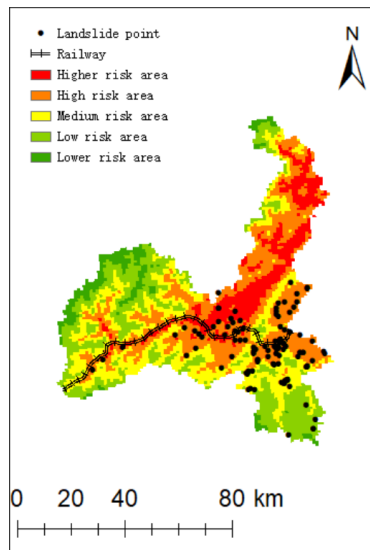 Landslide point
Railway
Higher risk area
High risk area
Medium risk area
Low risk area
Lower risk area
N
0 20 40 80 km